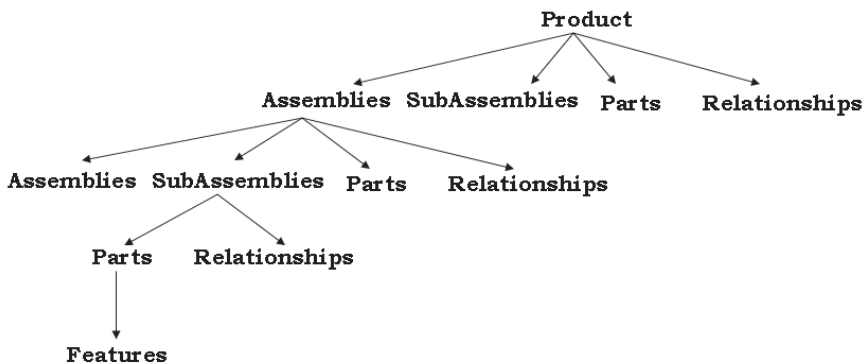 Product
Assemblies SubAssemblies Parts Relationships
Assemblies SubAssemblies Parts Relationships
Parts Relationships
Features